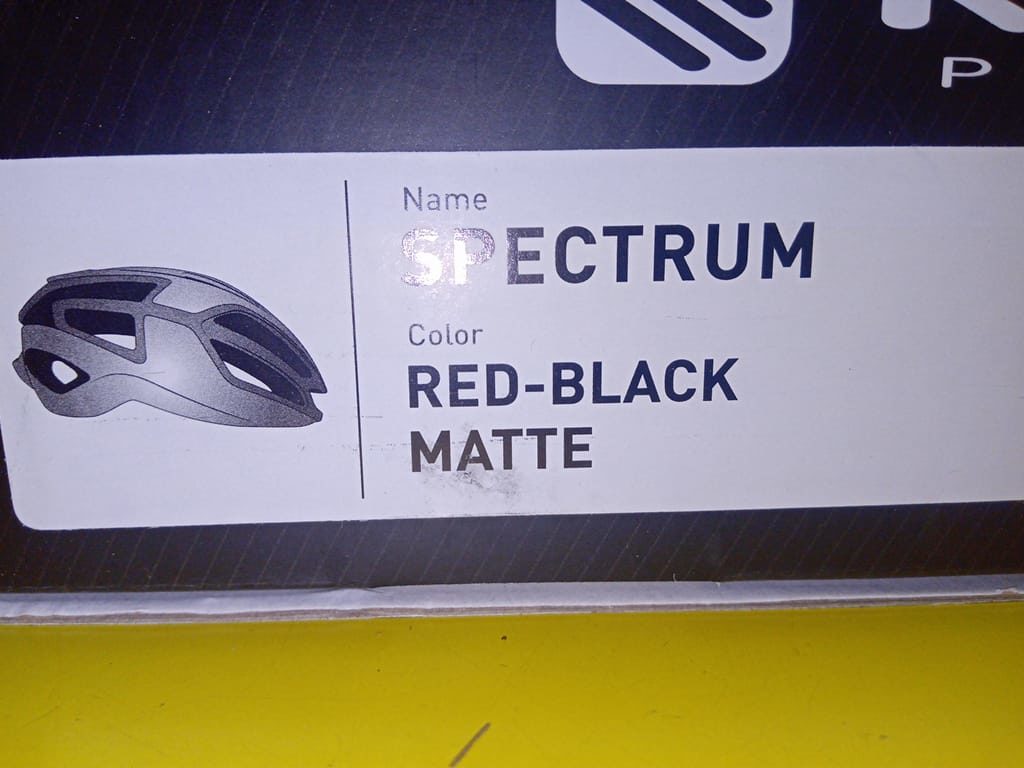 P
Name
SPECTRUM
Color
RED-BLACK
MATTE